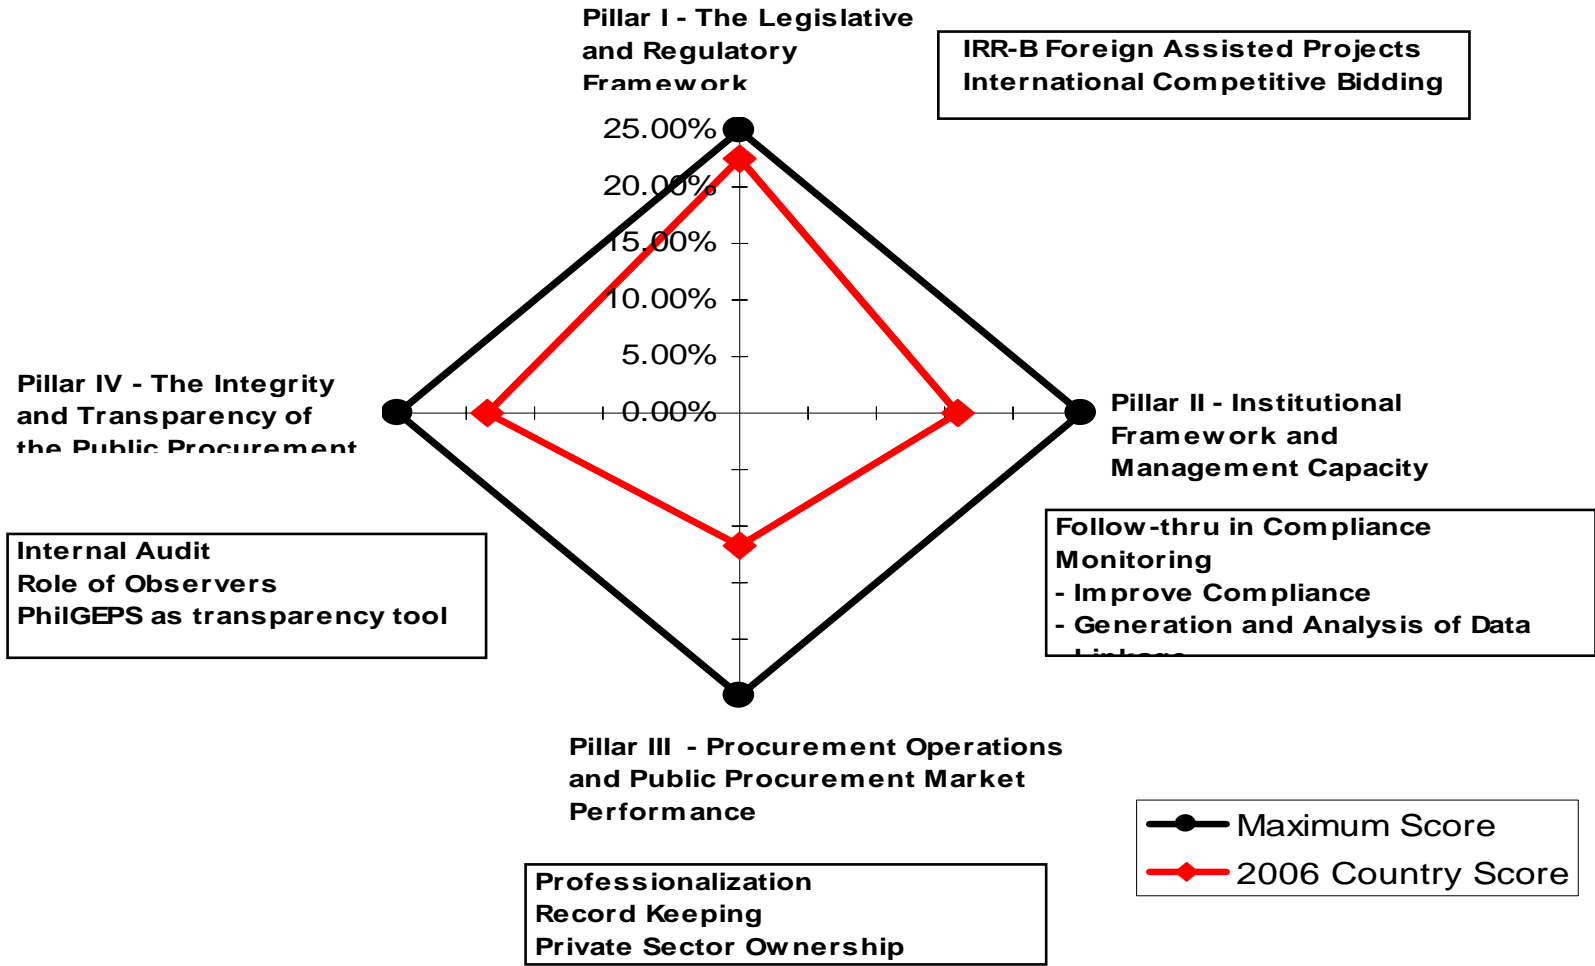 Pillar I - The Legislative
and Regulatory
Framework
IRR-B Foreign Assisted Projects
International Competitive Bidding
25.00%
20.00%
15.00%
10.00%
5.00%
0.00%
Pillar IV - The Integrity
and Transparency of
the Public Procurement
Pillar II - Institutional
Framework and
Management Capacity
Internal Audit
Role of Observers
PhilGEPS as transparency tool
Follow-thru in Compliance
Monitoring
- Improve Compliance
- Generation and Analysis of Data
- Linkage
Pillar III - Procurement Operations
and Public Procurement Market
Performance
Maximum Score
2006 Country Score
Professionalization
Record Keeping
Private Sector Ownership